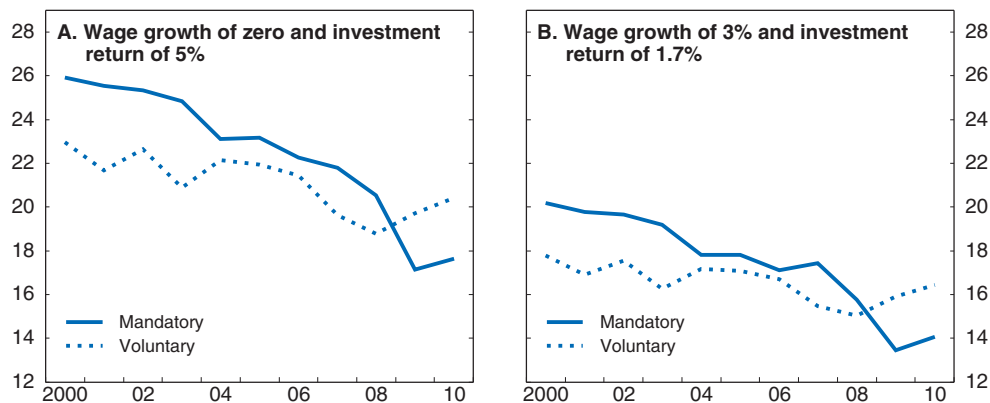 A. Wage growth of zero and investment
return of 5%
28
26
24
22
20
18
16
14
12
Mandatory
Voluntary
2000 02 04 06 08 10
B. Wage growth of 3% and investment
return of 1.7%
28
26
24
22
20
18
16
14
12
Mandatory
Voluntary
2000 02 04 06 08 10